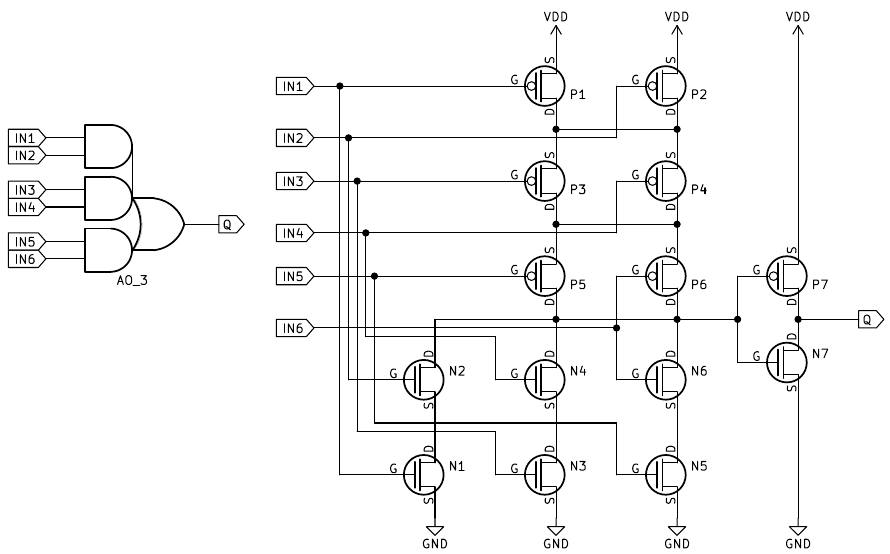 VDD VDD VDD
S S
IN1 G P1 G P2
D D
IN1 IN2
IN2
S S
IN3 IN3 G P3 G P4
IN4 D D
IN4
IN5 S S S
IN6 IN5 G P5 G P6 G P7
AO_3 D D D
Q IN6 Q
D D D D
G N2 G N4 G N6 G N7
S S S S
D D D
G N1 G N3 G N5
S S S
GND GND GND GND